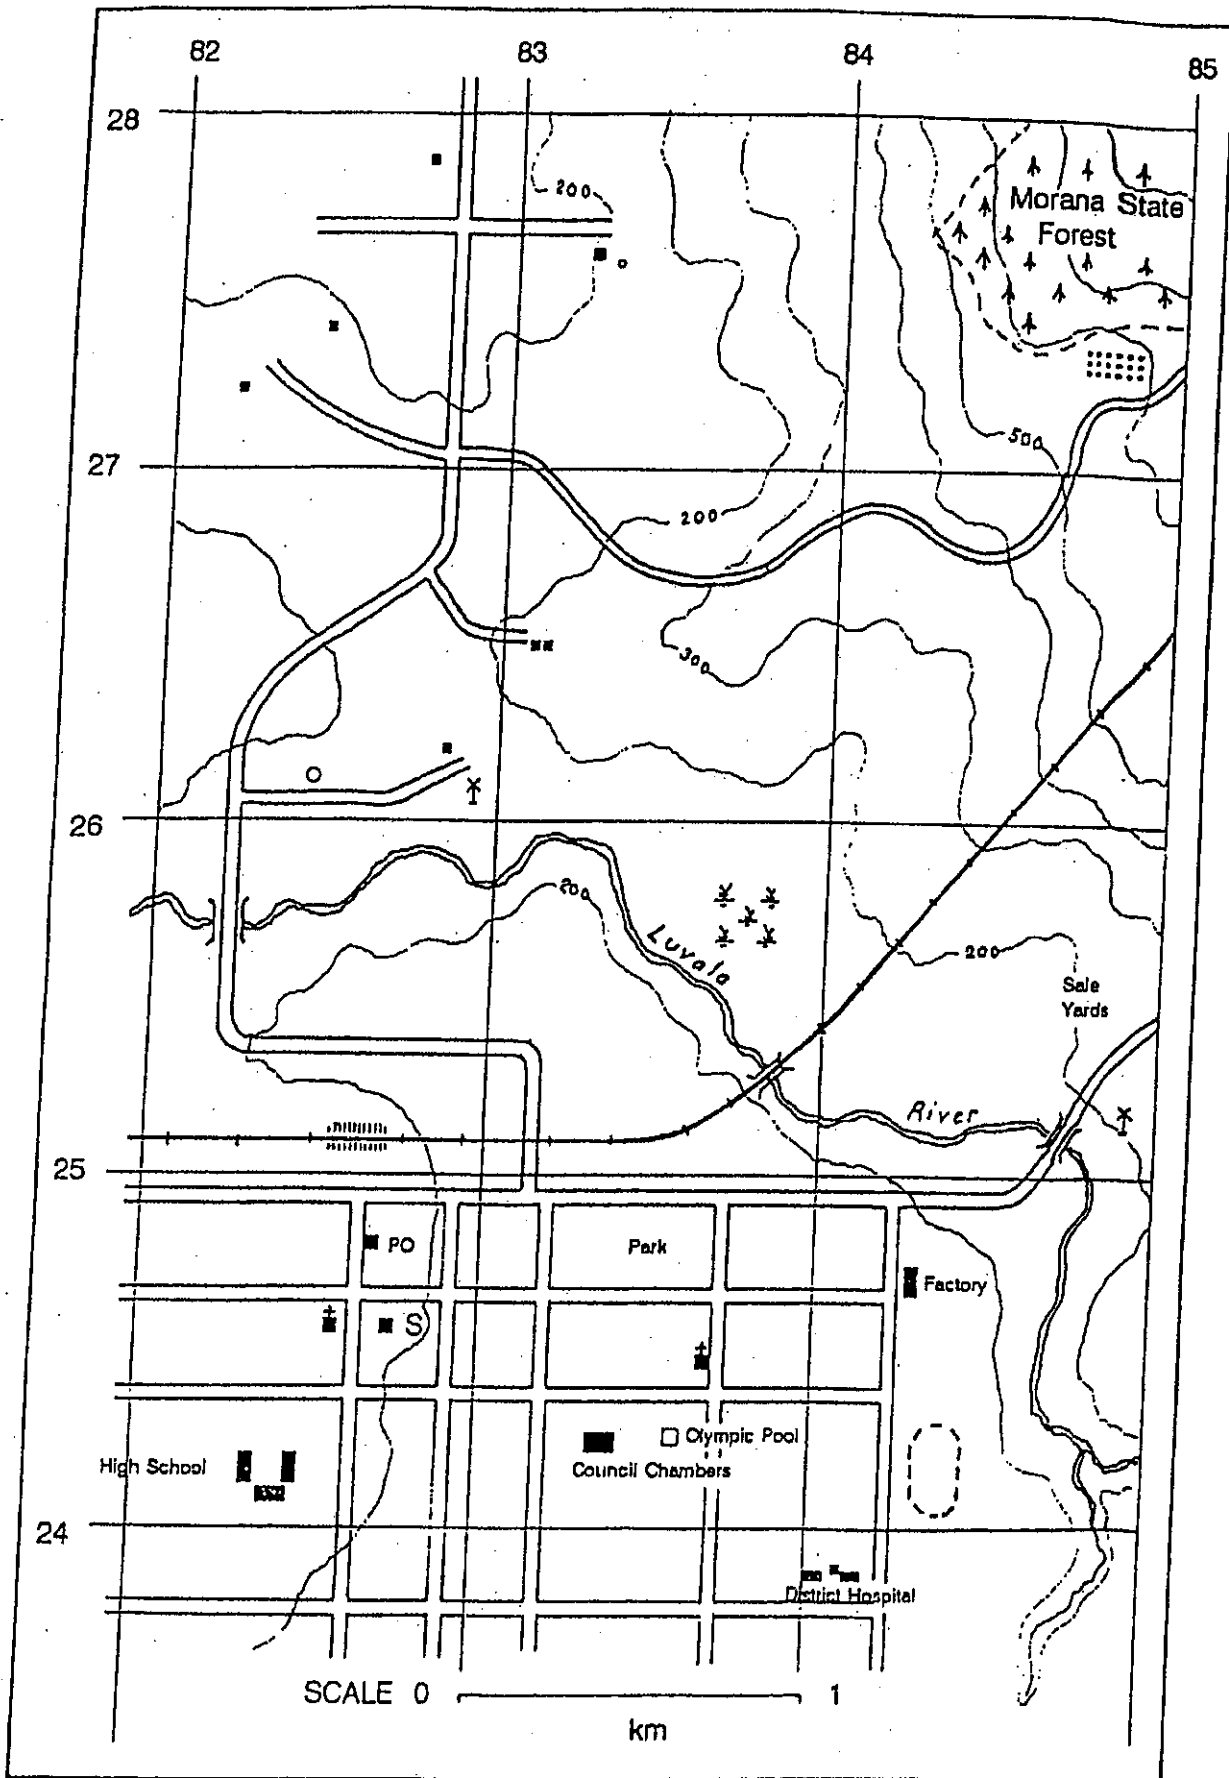 82 83 84 85
28
200
Morana State
Forest
500
27
200
300
26
200
Luvala
200
Sale
Yards
River
25
PO
Park
Factory
S
Olympic Pool
High School
Council Chambers
24
District Hospital
SCALE 0 1
km